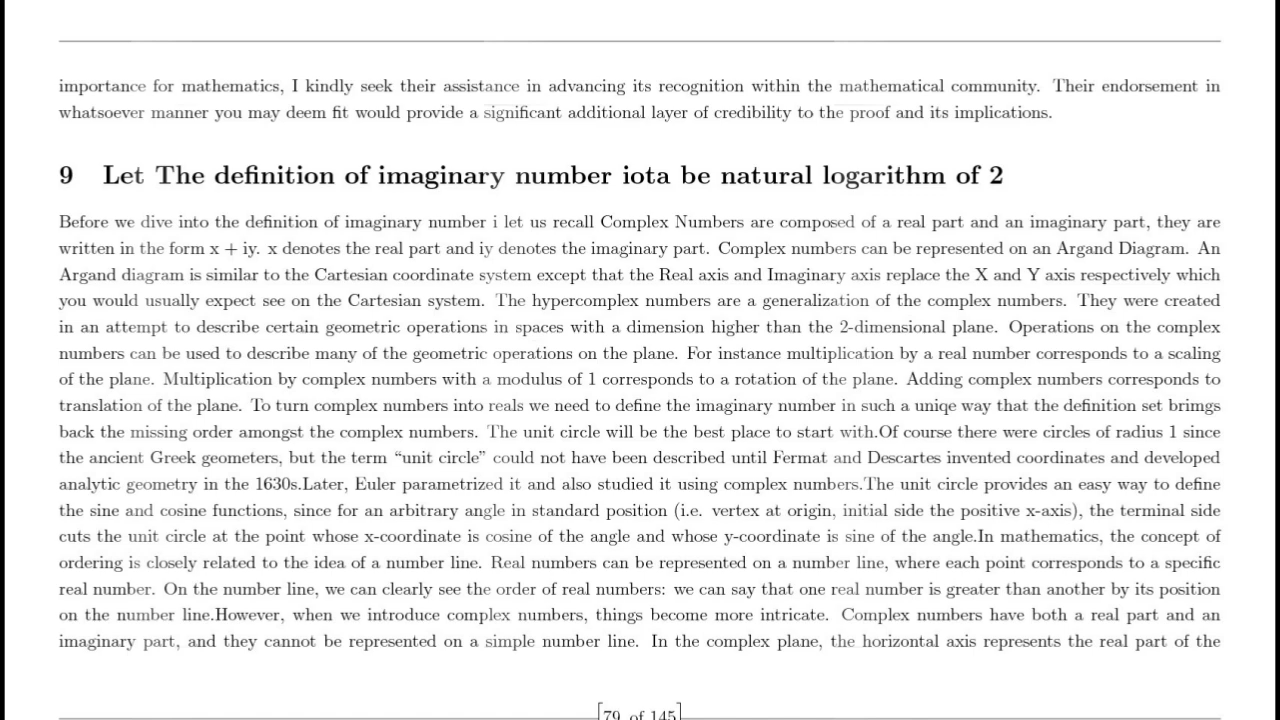 importance for mathematics, I kindly seek their assistance in advancing its recognition within the mathematical community. Their endorsement in
whatsoever manner you may deem fit would provide a significant additional layer of credibility to the proof and its implications.
9 Let The definition of imaginary number iota be natural logarithm of 2
Before we dive into the definition of imaginary number i let us recall Complex Numbers are composed of a real part and an imaginary part, they are
written in the form x + iy. x denotes the real part and iy denotes the imaginary part. Complex numbers can be represented on an Argand Diagram. An
Argand diagram is similar to the Cartesian coordinate system except that the Real axis and Imaginary axis replace the X and Y axis respectively which
you would usually expect see on the Cartesian system. The hypercomplex numbers are a generalization of the complex numbers. They were created
in an attempt to describe certain geometric operations in spaces with a dimension higher than the 2-dimensional plane. Operations on the complex
numbers can be used to describe many of the geometric operations on the plane. For instance multiplication by a real number corresponds to a scaling
of the plane. Multiplication by complex numbers with a modulus of 1 corresponds to a rotation of the plane. Adding complex numbers corresponds to
translation of the plane. To turn complex numbers into reals we need to define the imaginary number in such a uniqe way that the definition set brimgs
back the missing order amongst the complex numbers. The unit circle will be the best place to start with.Of course there were circles of radius 1 since
the ancient Greek geometers, but the term “unit circle” could not have been described until Fermat and Descartes invented coordinates and developed
analytic geometry in the 1630s.Later, Euler parametrized it and also studied it using complex numbers.The unit circle provides an easy way to define
the sine and cosine functions, since for an arbitrary angle in standard position (i.e. vertex at origin, initial side the positive x-axis), the terminal side
cuts the unit circle at the point whose x-coordinate is cosine of the angle and whose y-coordinate is sine of the angle.In mathematics, the concept of
ordering is closely related to the idea of a number line. Real numbers can be represented on a number line, where each point corresponds to a specific
real number. On the number line, we can clearly see the order of real numbers: we can say that one real number is greater than another by its position
on the number line.However, when we introduce complex numbers, things become more intricate. Complex numbers have both a real part and an
imaginary part, and they cannot be represented on a simple number line. In the complex plane, the horizontal axis represents the real part of the
79 of 145